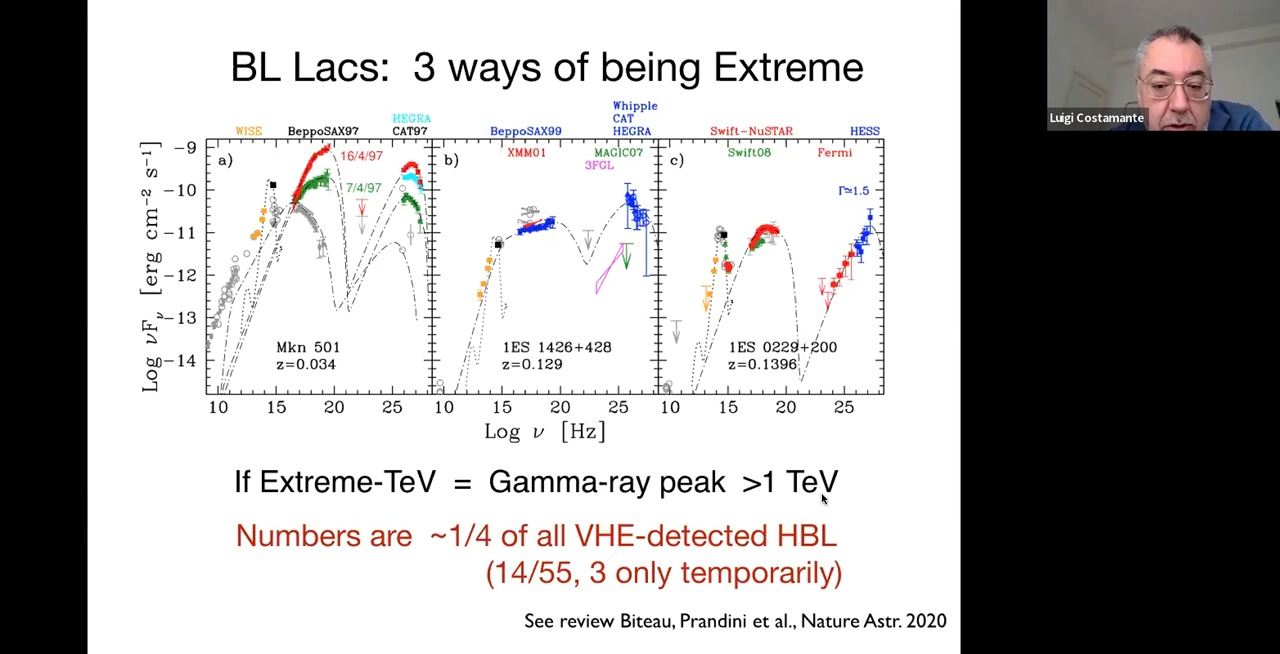 BL Lacs: 3 ways of being Extreme
Luigi Costamante
WISE
BeppoSAX97
HEGRA
CAT97
BeppoSAX99
XMM01
Whipple
CAT
HEGRA
MAGIC07
3FGL
Swift-NuSTAR
Swift08
HESS
Fermi
Log νFν [erg cm⁻² s⁻¹]
-9
-10
-11
-12
-13
-14
a)
16/4/97
7/4/97
Mkn 501
z=0.034
b)
1ES 1426+428
z=0.129
c)
Γ≃1.5
1ES 0229+200
z=0.1396
10 15 20 25 10 15 20 25 10 15 20 25
Log ν [Hz]
If Extreme-TeV = Gamma-ray peak >1 TeV
Numbers are ~1/4 of all VHE-detected HBL
(14/55, 3 only temporarily)
See review Biteau, Prandini et al., Nature Astr. 2020